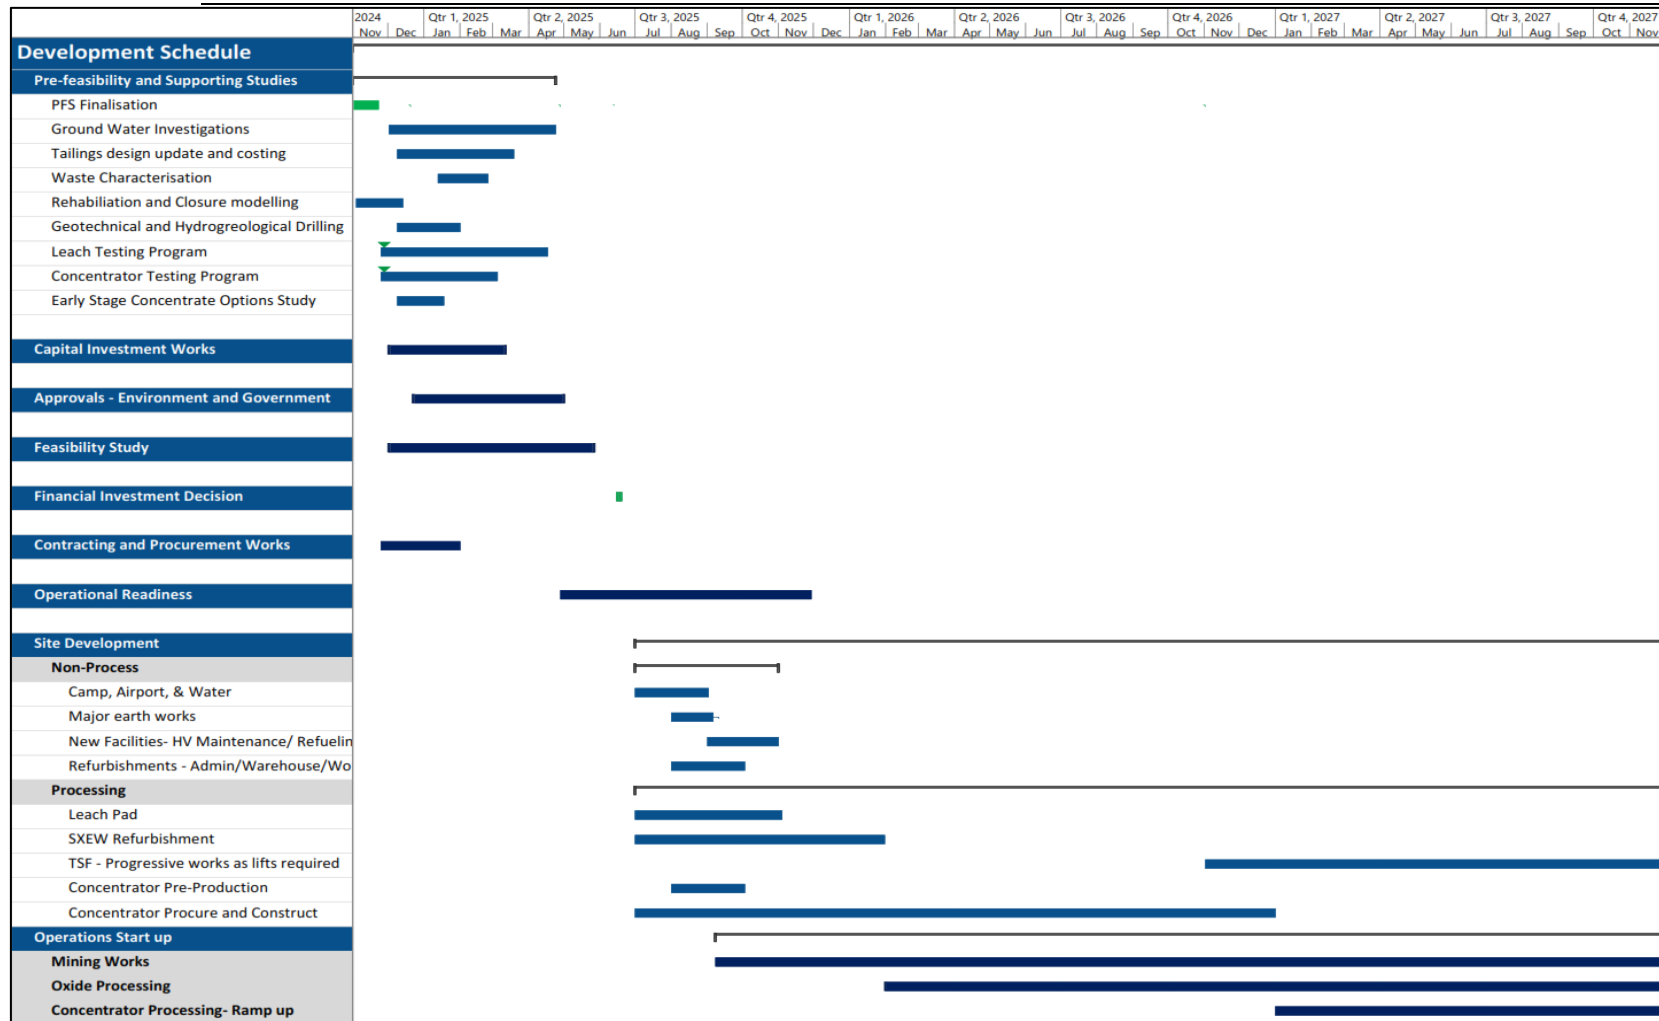 2024 Qtr 1, 2025 Qtr 2, 2025 Qtr 3, 2025 Qtr 4, 2025 Qtr 1, 2026 Qtr 2, 2026 Qtr 3, 2026 Qtr 4, 2026 Qtr 1, 2027 Qtr 2, 2027 Qtr 3, 2027 Qtr 4, 2027
Nov Dec Jan Feb Mar Apr May Jun Jul Aug Sep Oct Nov Dec Jan Feb Mar Apr May Jun Jul Aug Sep Oct Nov Dec Jan Feb Mar Apr May Jun Jul Aug Sep Oct Nov
Development Schedule
Pre-feasibility and Supporting Studies
PFS Finalisation
Ground Water Investigations
Tailings design update and costing
Waste Characterisation
Rehabiliation and Closure modelling
Geotechnical and Hydrogreological Drilling
Leach Testing Program
Concentrator Testing Program
Early Stage Concentrate Options Study
Capital Investment Works
Approvals - Environment and Government
Feasibility Study
Financial Investment Decision
Contracting and Procurement Works
Operational Readiness
Site Development
Non-Process
Camp, Airport, & Water
Major earth works
New Facilities- HV Maintenance/ Refuelin
Refurbishments - Admin/Warehouse/Wo
Processing
Leach Pad
SXEW Refurbishment
TSF - Progressive works as lifts required
Concentrator Pre-Production
Concentrator Procure and Construct
Operations Start up
Mining Works
Oxide Processing
Concentrator Processing- Ramp up